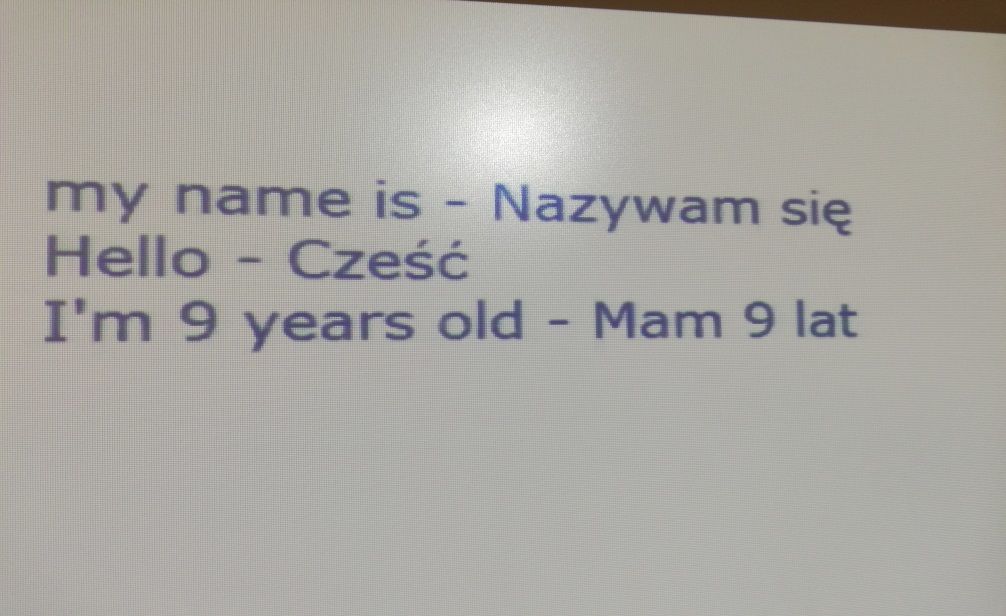 my name is - Nazywam się
Hello - Cześć
I'm 9 years old - Mam 9 lat